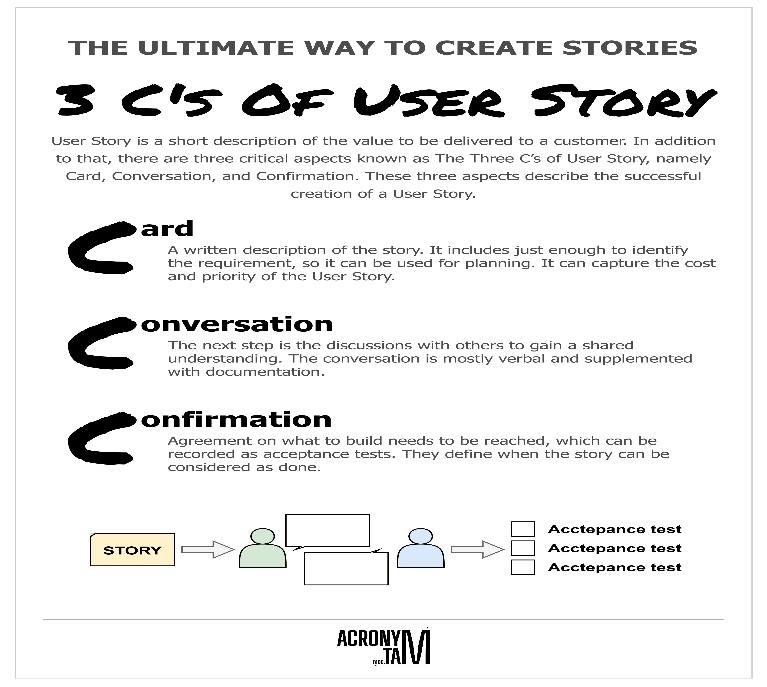 THE ULTIMATE WAY TO CREATE STORIES
3 C's Of User Story
User Story is a short description of the value to be delivered to a customer. In addition
to that, there are three critical aspects known as The Three C's of User Story, namely
Card, Conversation, and Confirmation. These three aspects describe the successful
creation of a User Story.
Card
A written description of the story. It includes just enough to identify
the requirement, so it can be used for planning. It can capture the cost
and priority of the User Story.
Conversation
The next step is the discussions with others to gain a shared
understanding. The conversation is mostly verbal and supplemented
with documentation.
Confirmation
Agreement on what to build needs to be reached, which can be
recorded as acceptance tests. They define when the story can be
considered as done.
STORY
Acctepance test
Acctepance test
Acctepance test
ACRONYM
TAM